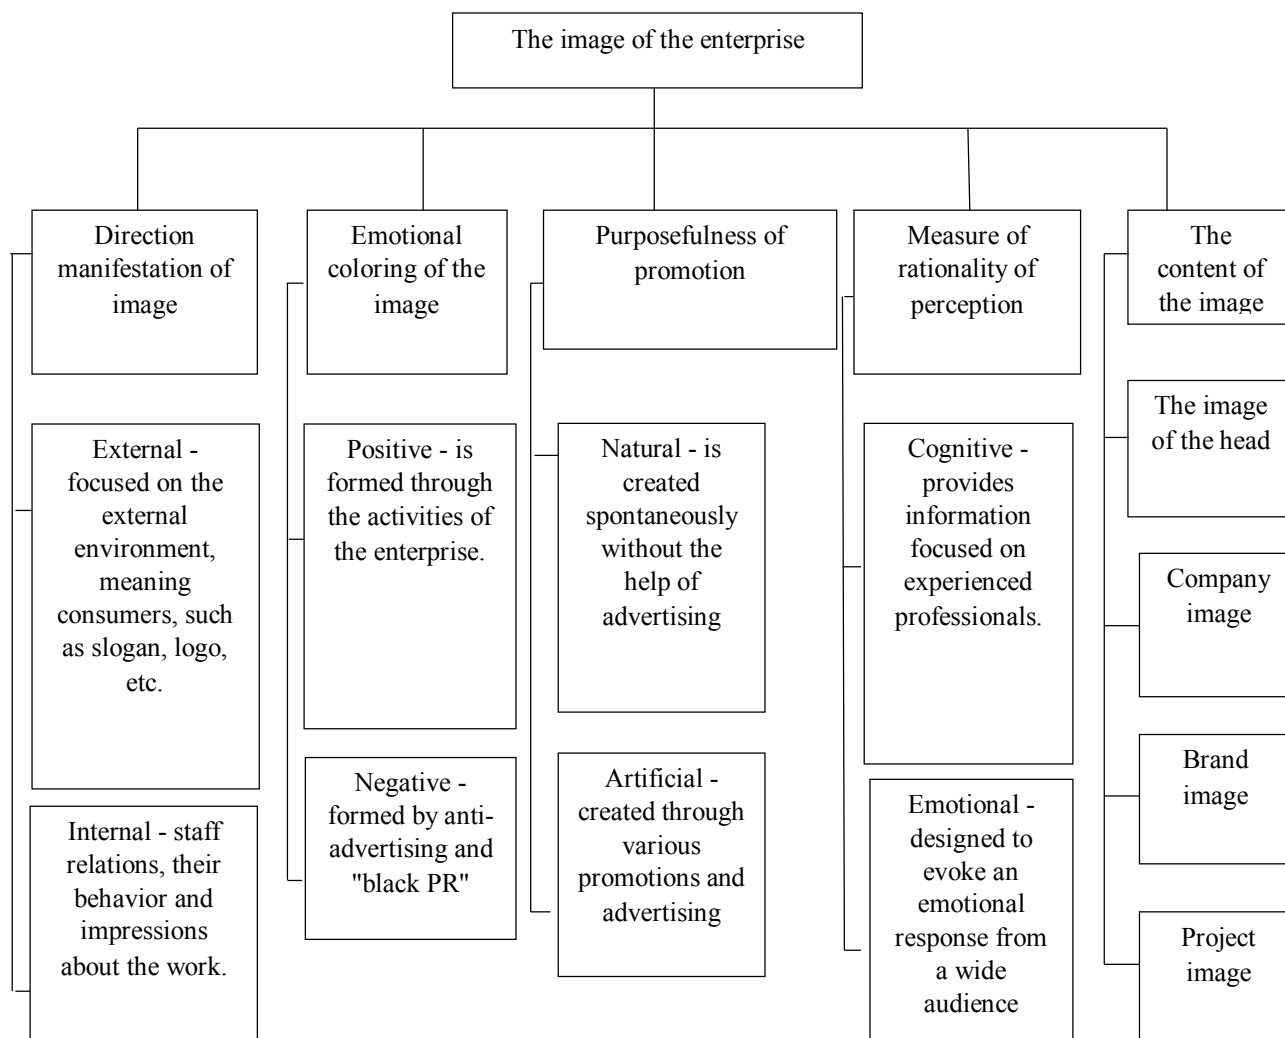 The image of the enterprise
Direction
manifestation of
image
Emotional
coloring of the
image
Purposefulness of
promotion
Measure of
rationality of
perception
The
content of
the image
External -
focused on the
external
environment,
meaning
consumers, such
as slogan, logo,
etc.
Positive - is
formed through
the activities of
the enterprise.
Natural - is
created
spontaneously
without the
help of
advertising
Cognitive -
provides
information
focused on
experienced
professionals.
The image
of the head
Company
image
Internal - staff
relations, their
behavior and
impressions
about the work.
Negative -
formed by anti-
advertising and
"black PR"
Artificial -
created through
various
promotions and
advertising
Emotional -
designed to
evoke an
emotional
response from
a wide
audience
Brand
image
Project
image